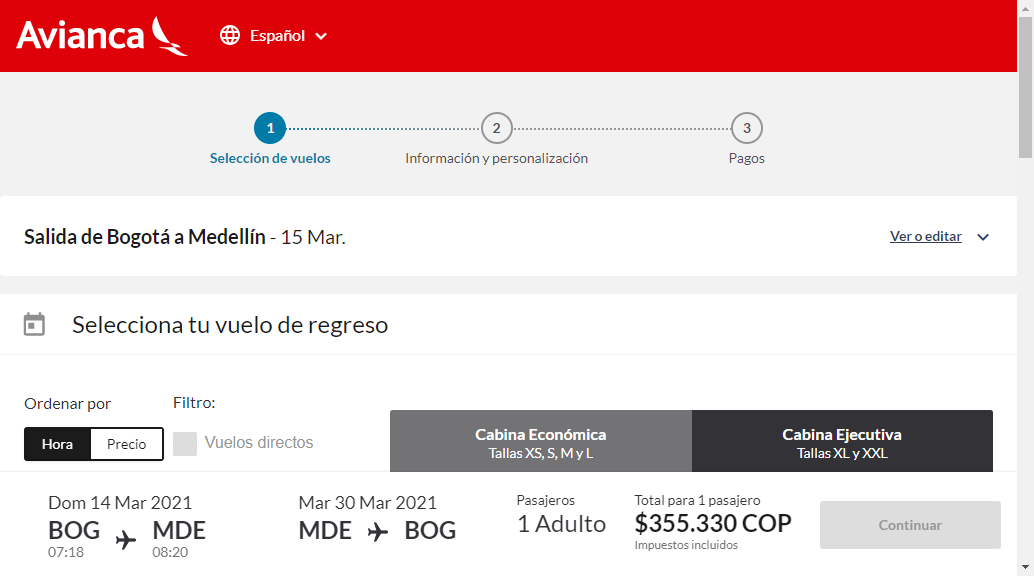 Avianca
Español
1
2
3
Selección de vuelos
Información y personalización
Pagos
Salida de Bogotá a Medellín - 15 Mar.
Ver o editar
Selecciona tu vuelo de regreso
Ordenar por
Filtro:
Hora
Precio
Vuelos directos
Cabina Económica
Tallas XS, S, M y L
Cabina Ejecutiva
Tallas XL y XXL
Dom 14 Mar 2021
BOG MDE
07:18 08:20
Mar 30 Mar 2021
MDE BOG
Pasajeros
1 Adulto
Total para 1 pasajero
$355.330 COP
Impuestos incluidos
Continuar